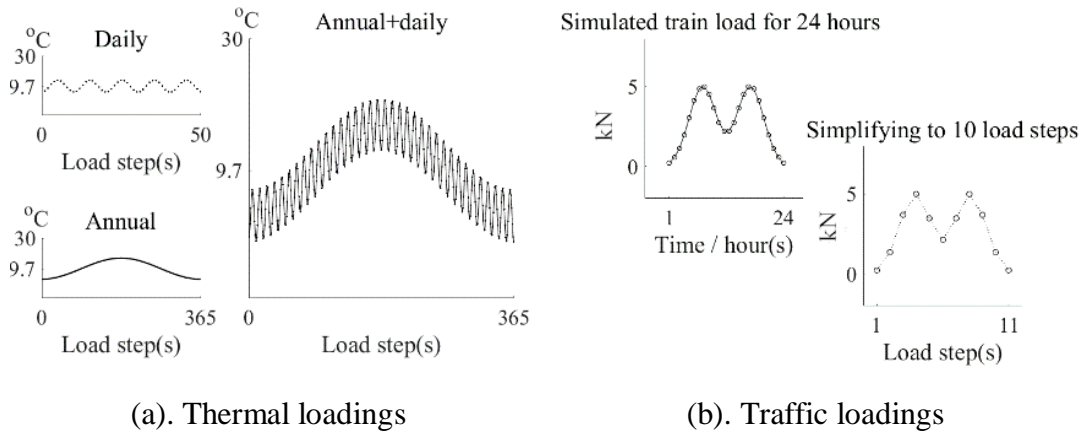 °C
Daily
30
9.7
0
50
Load step(s)
°C
Annual
30
9.7
0
365
Load step(s)
Annual+daily
°C
30
9.7
0
365
Load step(s)
(a). Thermal loadings
Simulated train load for 24 hours
kN
5
0
1
24
Time / hour(s)
Simplifying to 10 load steps
kN
5
0
1
11
Load step(s)
(b). Traffic loadings